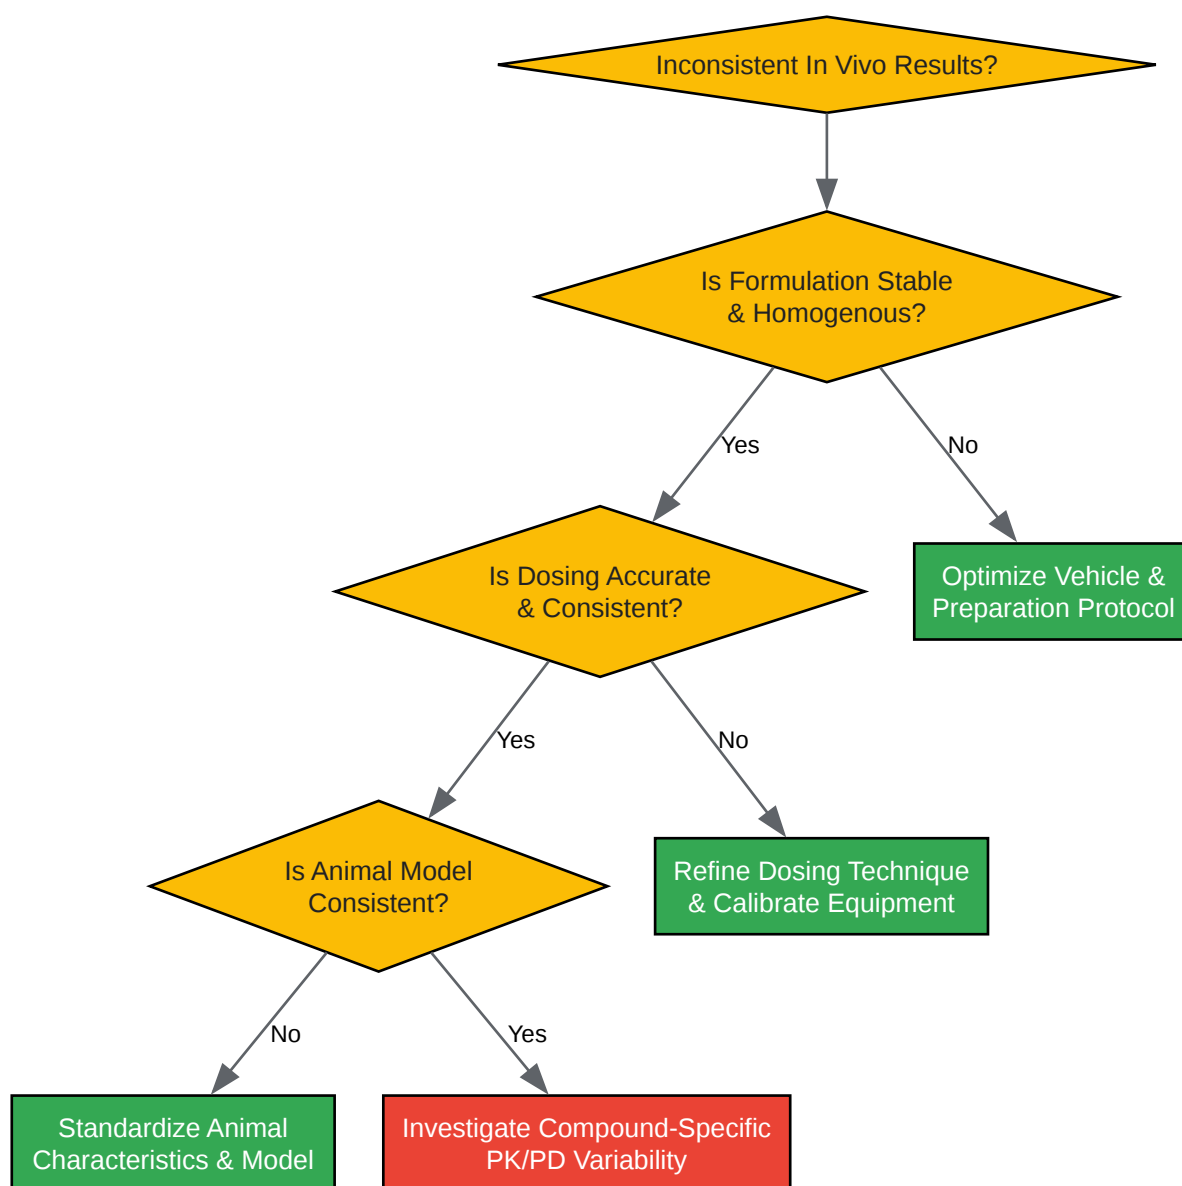 Inconsistent In Vivo Results?
Is Formulation Stable
& Homogenous?
Yes
No
Is Dosing Accurate
& Consistent?
Optimize Vehicle &
Preparation Protocol
Yes
No
Is Animal Model
Consistent?
Refine Dosing Technique
& Calibrate Equipment
No
Yes
Standardize Animal
Characteristics & Model
Investigate Compound-Specific
PK/PD Variability